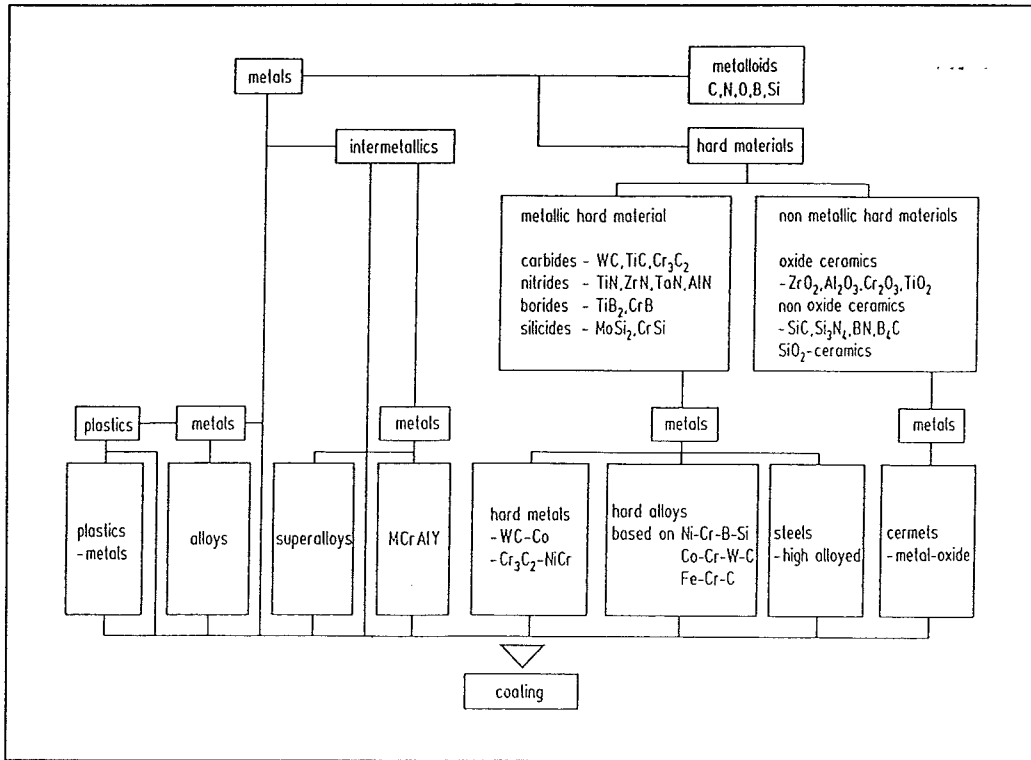 metals
metalloids
C,N,O,B,Si
intermetallics
hard materials
metallic hard material
carbides - WC,TiC,Cr₃C₂
nitrides - TiN,ZrN,TaN,AlN
borides - TiB₂,CrB
silicides - MoSi₂,CrSi
non metallic hard materials
oxide ceramics
-ZrO₂,Al₂O₃,Cr₂O₃,TiO₂
non oxide ceramics
-SiC,Si₃N₄,BN,B₄C
SiO₂-ceramics
plastics
metals
metals
metals
metals
plastics
-metals
alloys
superalloys
MCrAlY
hard metals
-WC-Co
-Cr₃C₂-NiCr
hard alloys
based on Ni-Cr-B-Si
Co-Cr-W-C
Fe-Cr-C
steels
-high alloyed
cermets
-metal-oxide
coating